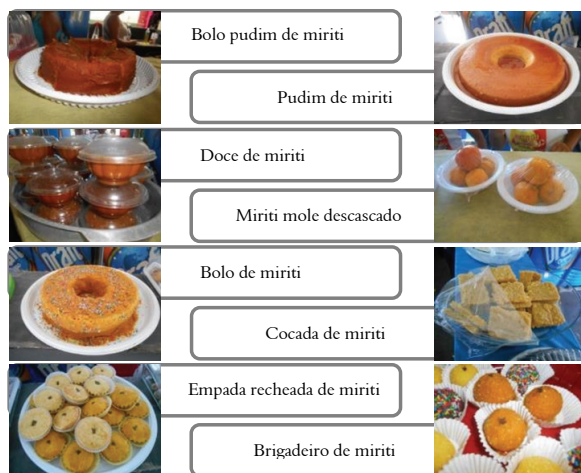 Bolo pudim de miriti
Pudim de miriti
Doce de miriti
Miriti mole descascado
Bolo de miriti
Cocada de miriti
Empada recheada de miriti
Brigadeiro de miriti